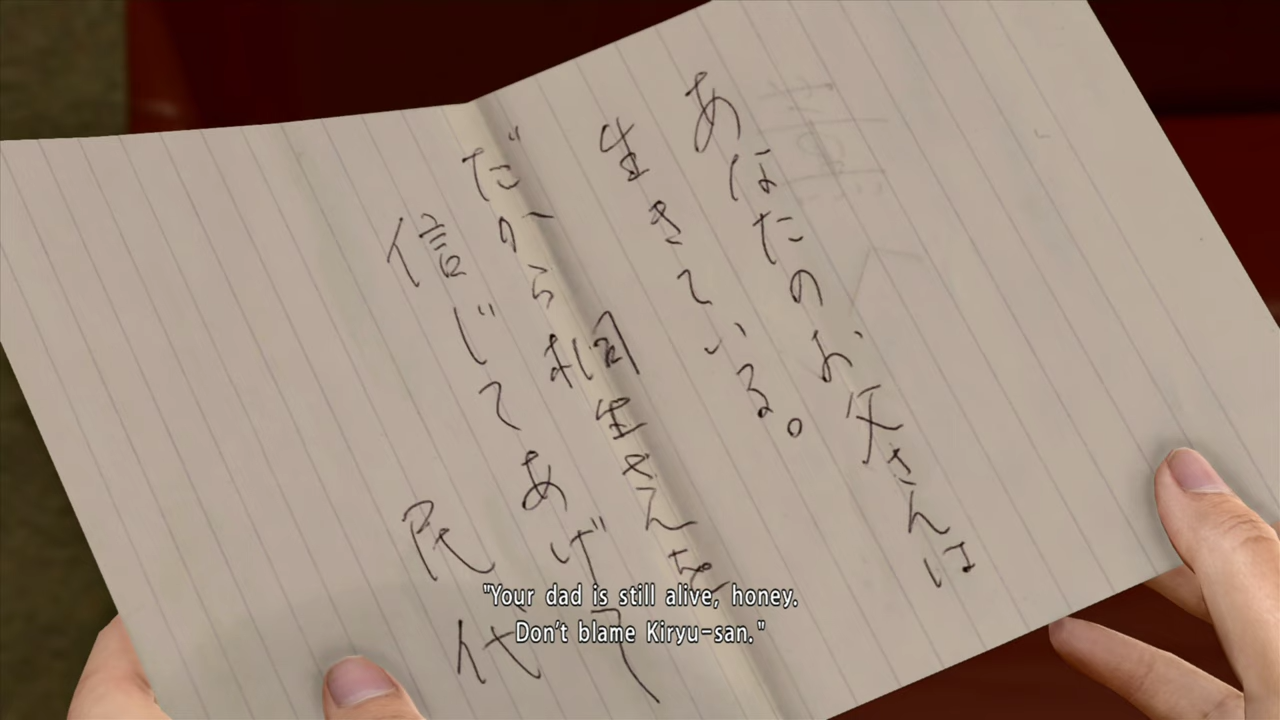 あなたのお父さんは
生きている。
だから桐生さんを
信じてあげて
民代
"Your dad is still alive, honey.
Don't blame Kiryu-san."